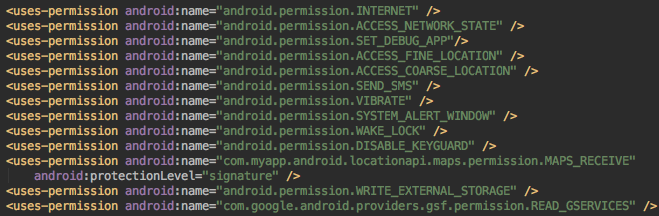 <uses-permission android:name="android.permission.INTERNET" />
<uses-permission android:name="android.permission.ACCESS_NETWORK_STATE" />
<uses-permission android:name="android.permission.SET_DEBUG_APP"/>
<uses-permission android:name="android.permission.ACCESS_FINE_LOCATION" />
<uses-permission android:name="android.permission.ACCESS_COARSE_LOCATION" />
<uses-permission android:name="android.permission.SEND_SMS" />
<uses-permission android:name="android.permission.VIBRATE" />
<uses-permission android:name="android.permission.SYSTEM_ALERT_WINDOW" />
<uses-permission android:name="android.permission.WAKE_LOCK" />
<uses-permission android:name="android.permission.DISABLE_KEYGUARD" />
<uses-permission android:name="com.myapp.android.locationapi.maps.permission.MAPS_RECEIVE"
    android:protectionLevel="signature" />
<uses-permission android:name="android.permission.WRITE_EXTERNAL_STORAGE" />
<uses-permission android:name="com.google.android.providers.gsf.permission.READ_GSERVICES" />